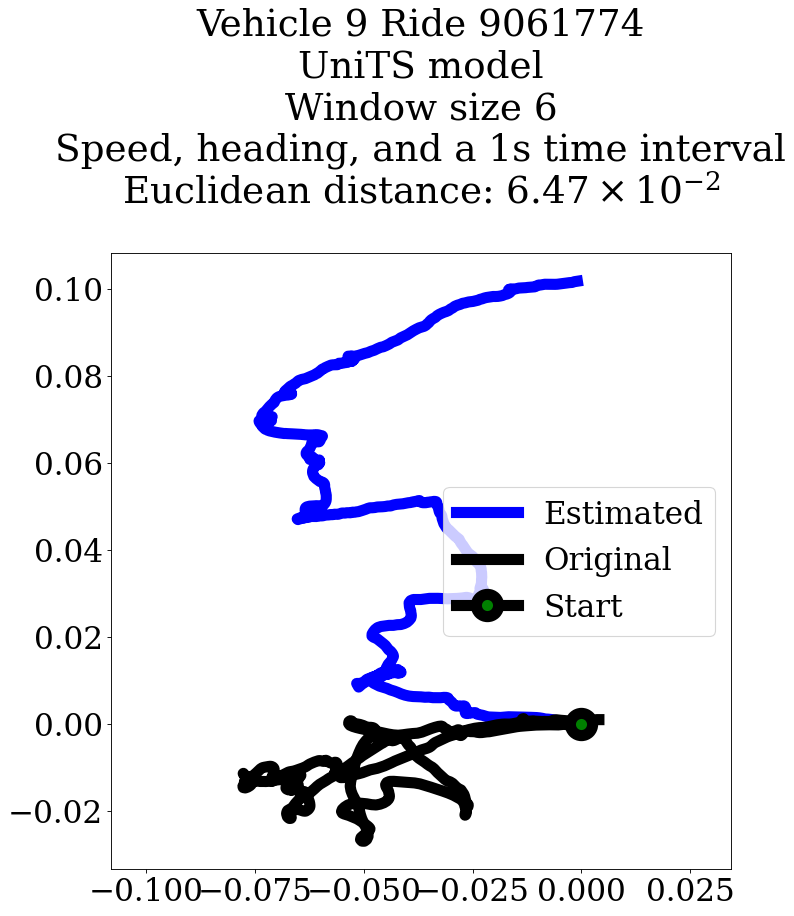 Vehicle 9 Ride 9061774
UniTS model
Window size 6
Speed, heading, and a 1s time interval
Euclidean distance: 6.47 × 10⁻²
0.10
0.08
0.06
0.04
0.02
0.00
−0.02
Estimated
Original
Start
−0.100 −0.075 −0.050 −0.025 0.000 0.025